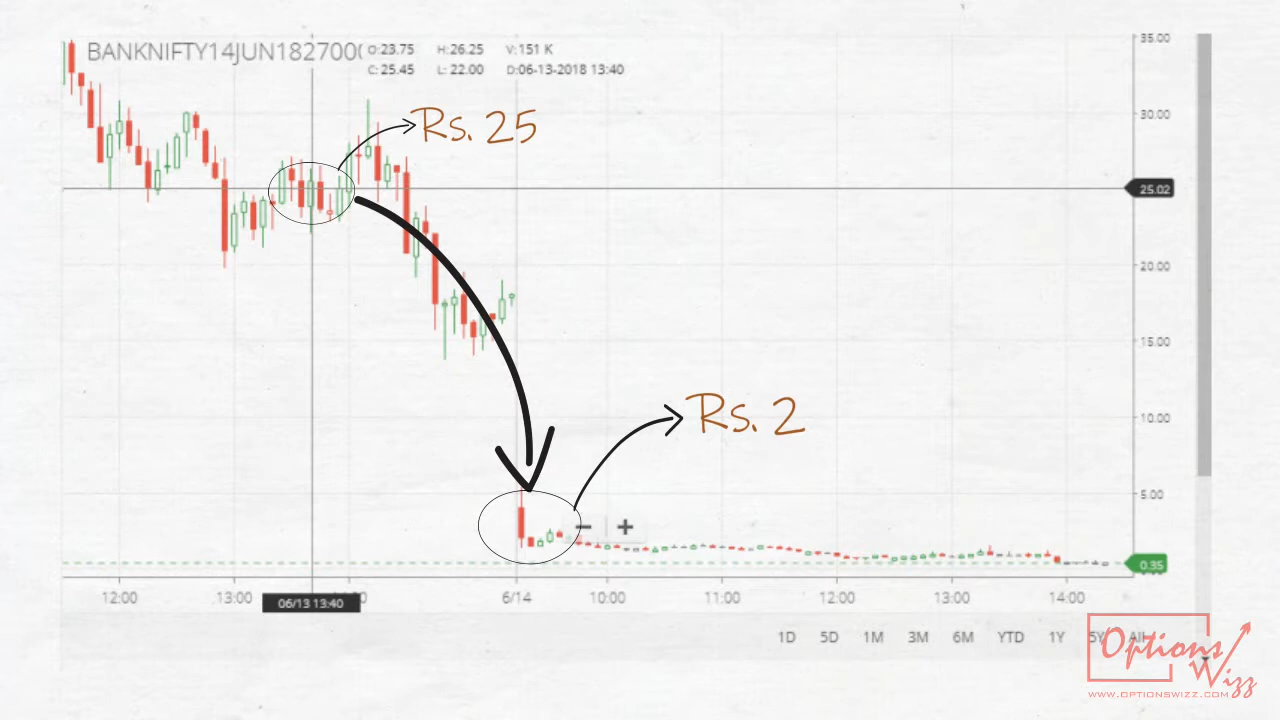 BANKNIFTY14JUN1827000
O:23.75 H:26.25 V:151 K
C:25.45 L: 22.00 D:06-13-2018 13:40
35.00
Rs. 25
30.00
25.02
20.00
15.00
Rs. 2
10.00
5.00
− +
0.35
12:00 13:00 6/14 10:00 11:00 12:00 13:00 14:00
06/13 13:40
1D 5D 1M 3M 6M YTD 1Y 5Y All
Options
Wizz
WWW.OPTIONSWIZZ.COM